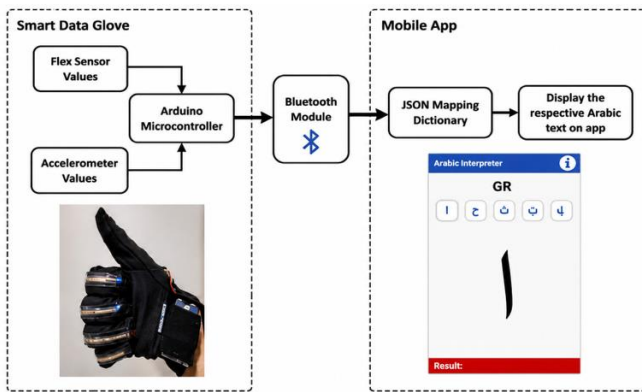 Smart Data Glove
Flex Sensor
Values
Arduino
Microcontroller
Accelerometer
Values
Bluetooth
Module
Mobile App
JSON Mapping
Dictionary
Display the
respective Arabic
text on app
Arabic Interpreter
i
GR
ا ح ث ت
ا
Result: